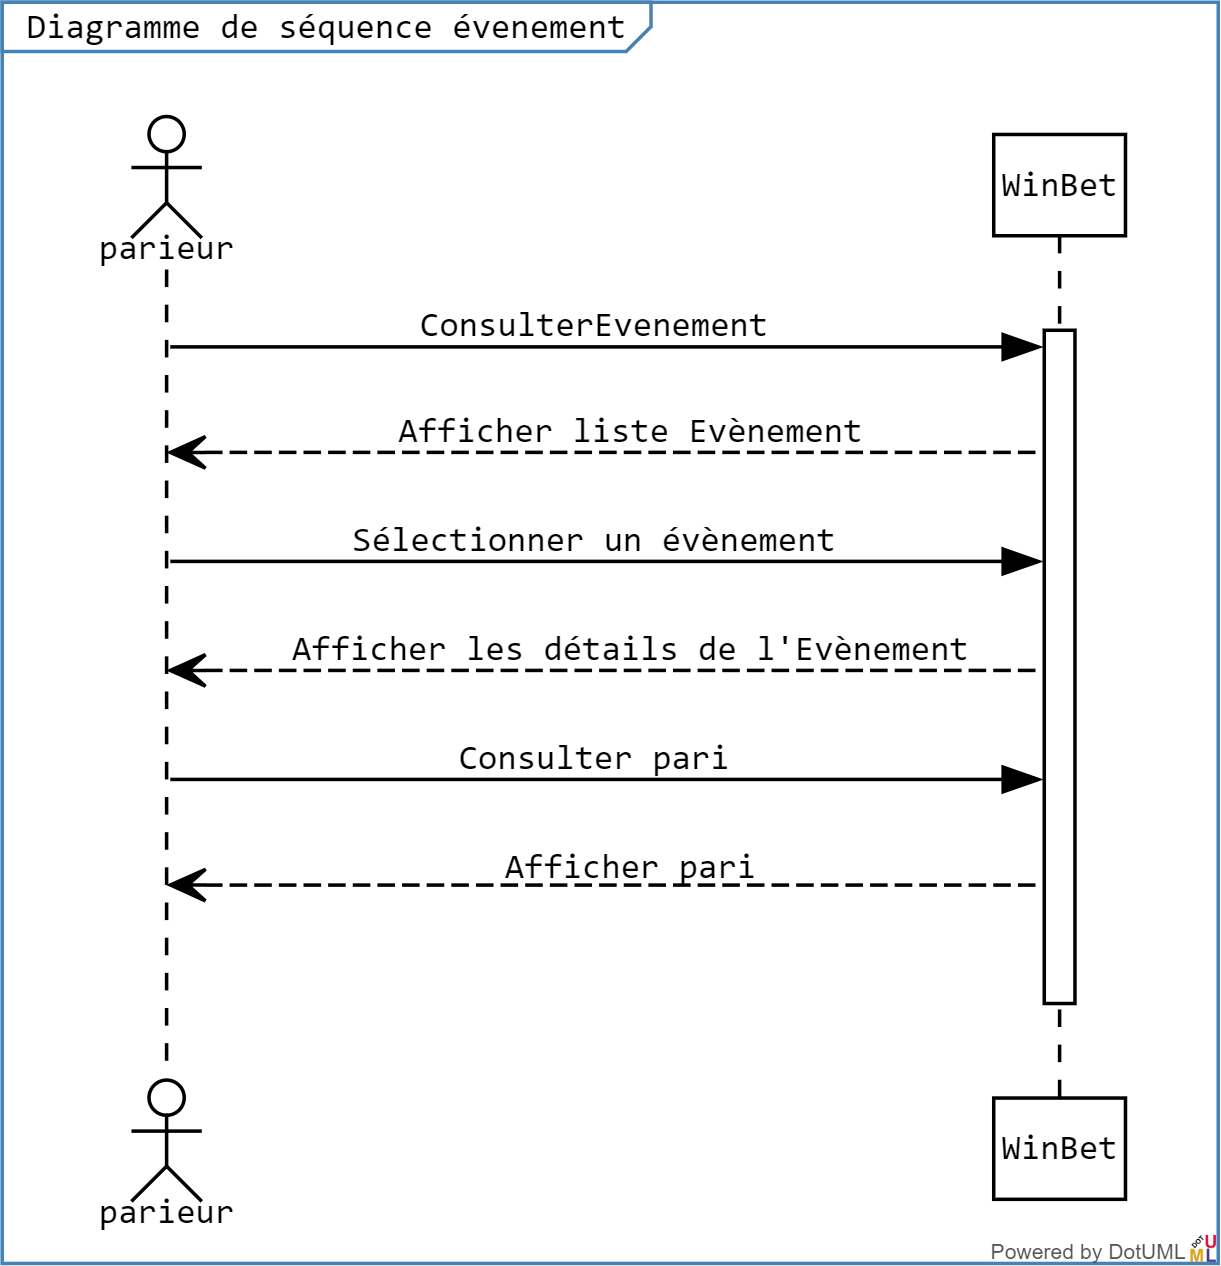 Diagramme de séquence évenement
parieur
WinBet
ConsulterEvenement
Afficher liste Evènement
Sélectionner un évènement
Afficher les détails de l'Evènement
Consulter pari
Afficher pari
parieur
WinBet
Powered by DotUML
DOT
U
M L